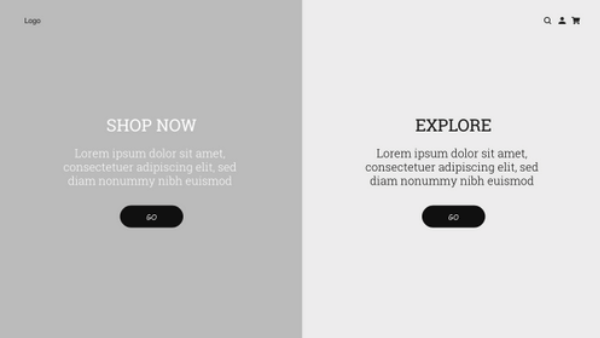 Logo
SHOP NOW
Lorem ipsum dolor sit amet,
consectetuer adipiscing elit, sed
diam nonummy nibh euismod
GO
EXPLORE
Lorem ipsum dolor sit amet,
consectetuer adipiscing elit, sed
diam nonummy nibh euismod
GO